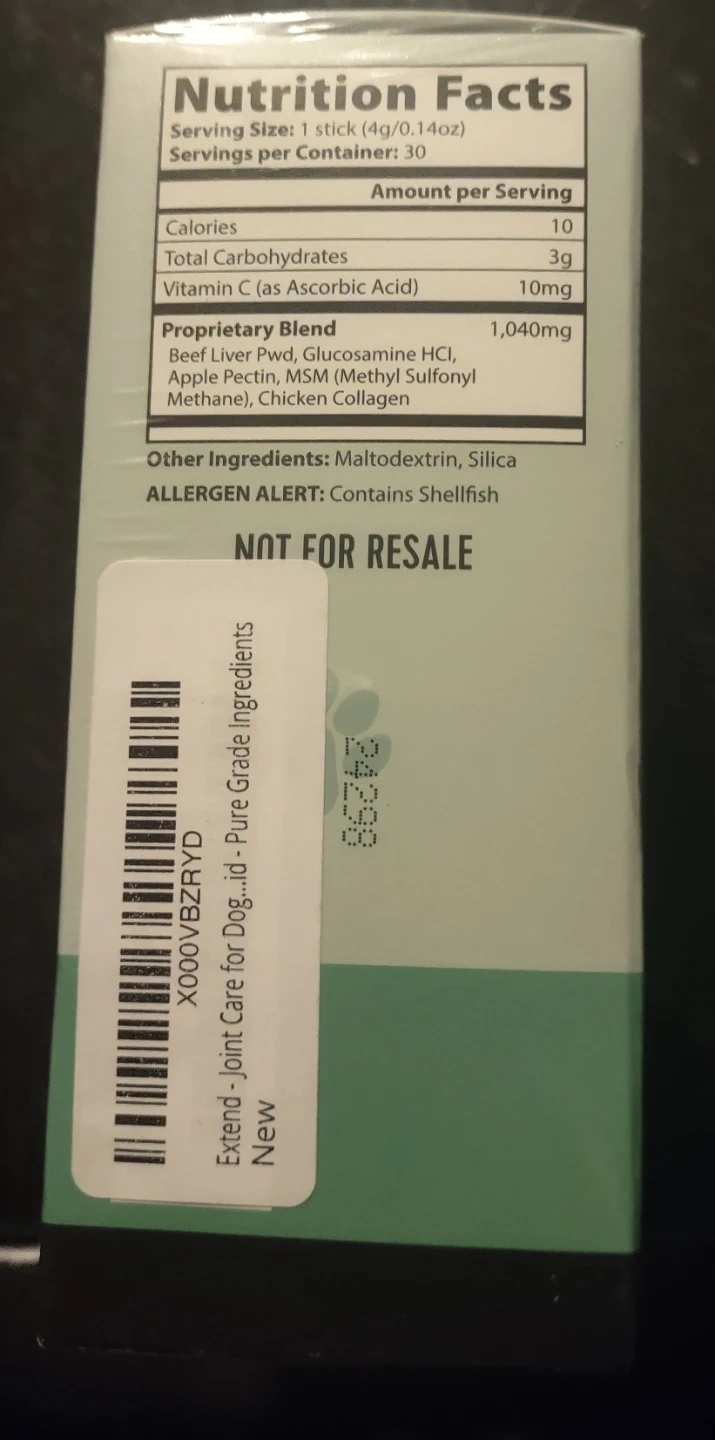 Nutrition Facts
Serving Size: 1 stick (4g/0.14oz)
Servings per Container: 30
Amount per Serving
Calories 10
Total Carbohydrates 3g
Vitamin C (as Ascorbic Acid) 10mg
Proprietary Blend 1,040mg
Beef Liver Pwd, Glucosamine HCl,
Apple Pectin, MSM (Methyl Sulfonyl
Methane), Chicken Collagen
Other Ingredients: Maltodextrin, Silica
ALLERGEN ALERT: Contains Shellfish
NOT FOR RESALE
X000VBZRYD
Extend - Joint Care for Dog...id - Pure Grade Ingredients
New
24298